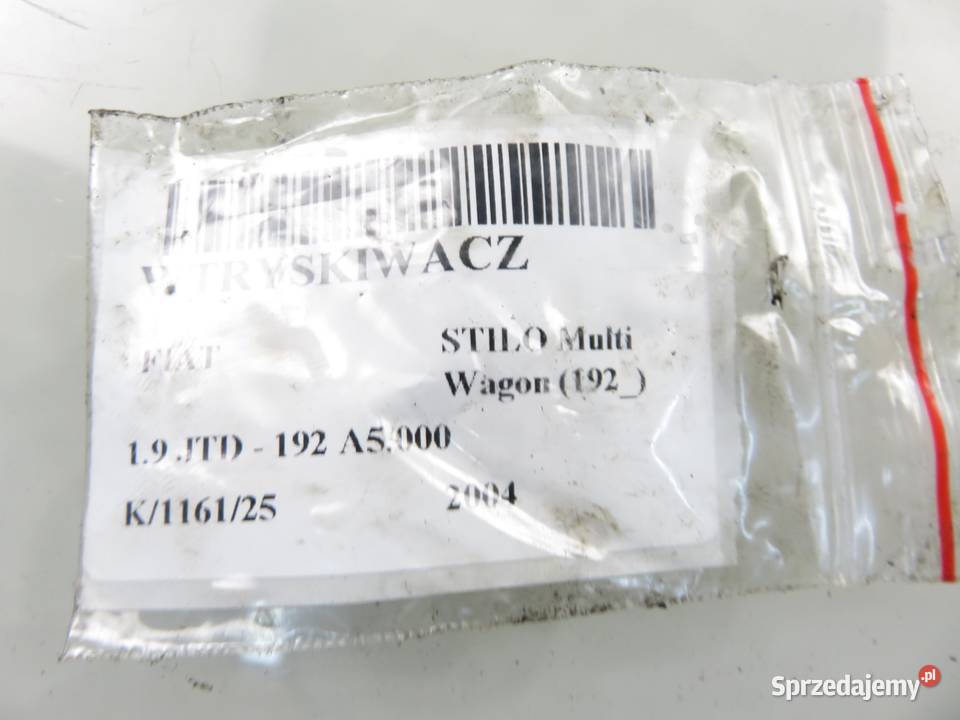 WTRYSKIWACZ
FIAT STILO Multi
Wagon (192_)
1.9 JTD - 192 A5.000
K/1161/25 2004
Sprzedajemy.pl